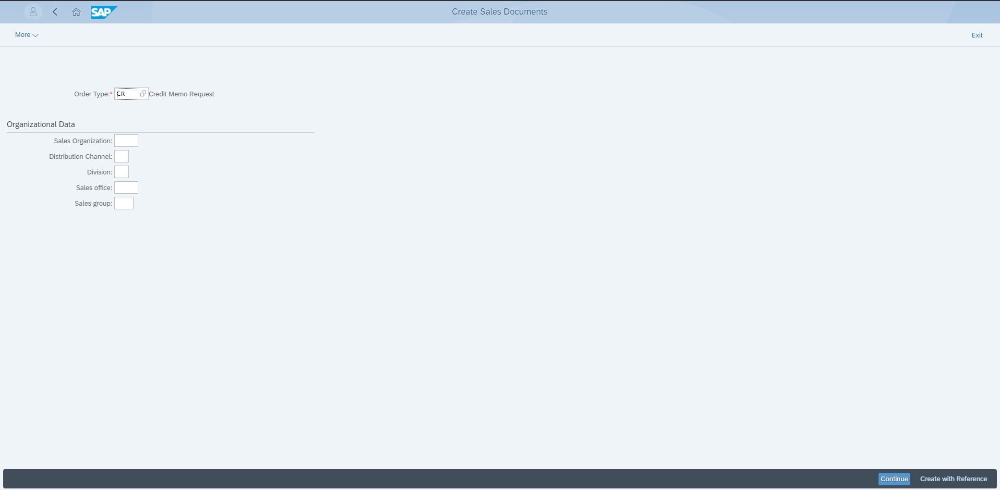 SAP
Create Sales Documents
More
Exit
Order Type:* CR Credit Memo Request
Organizational Data
Sales Organization:
Distribution Channel:
Division:
Sales office:
Sales group:
Continue Create with Reference